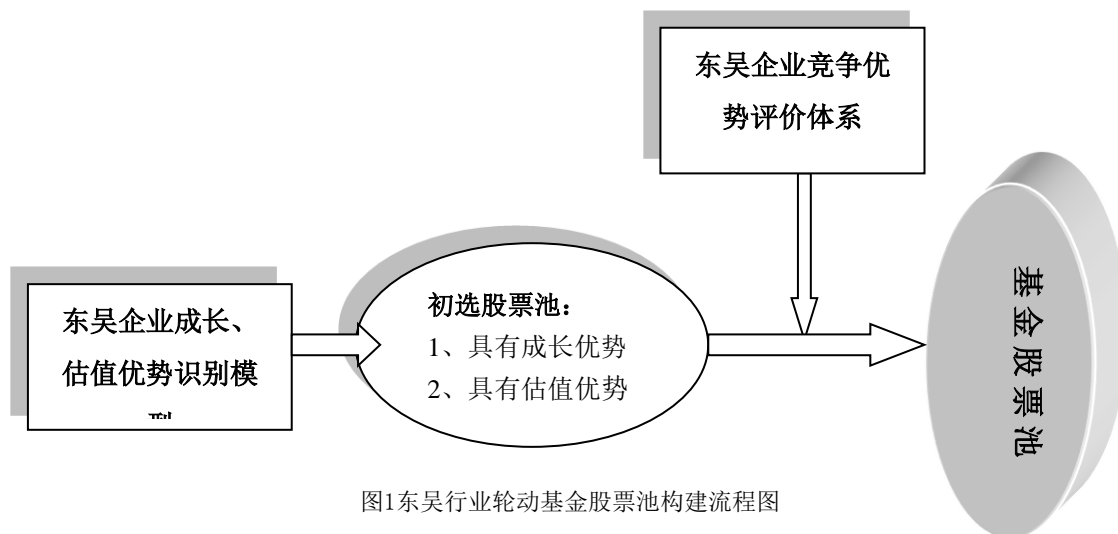 东吴企业竞争优
势评价体系
东吴企业成长、
估值优势识别模
初选股票池：
1、具有成长优势
2、具有估值优势
基金股票池
图1东吴行业轮动基金股票池构建流程图